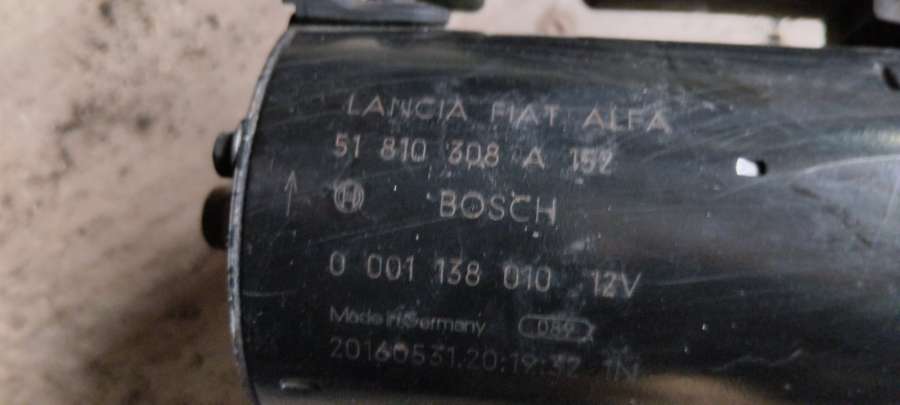 LANCIA FIAT ALFA
51 810 308 A 152
BOSCH
0 001 138 010 12V
Made in Germany 089
20160531.20:19:32 1N